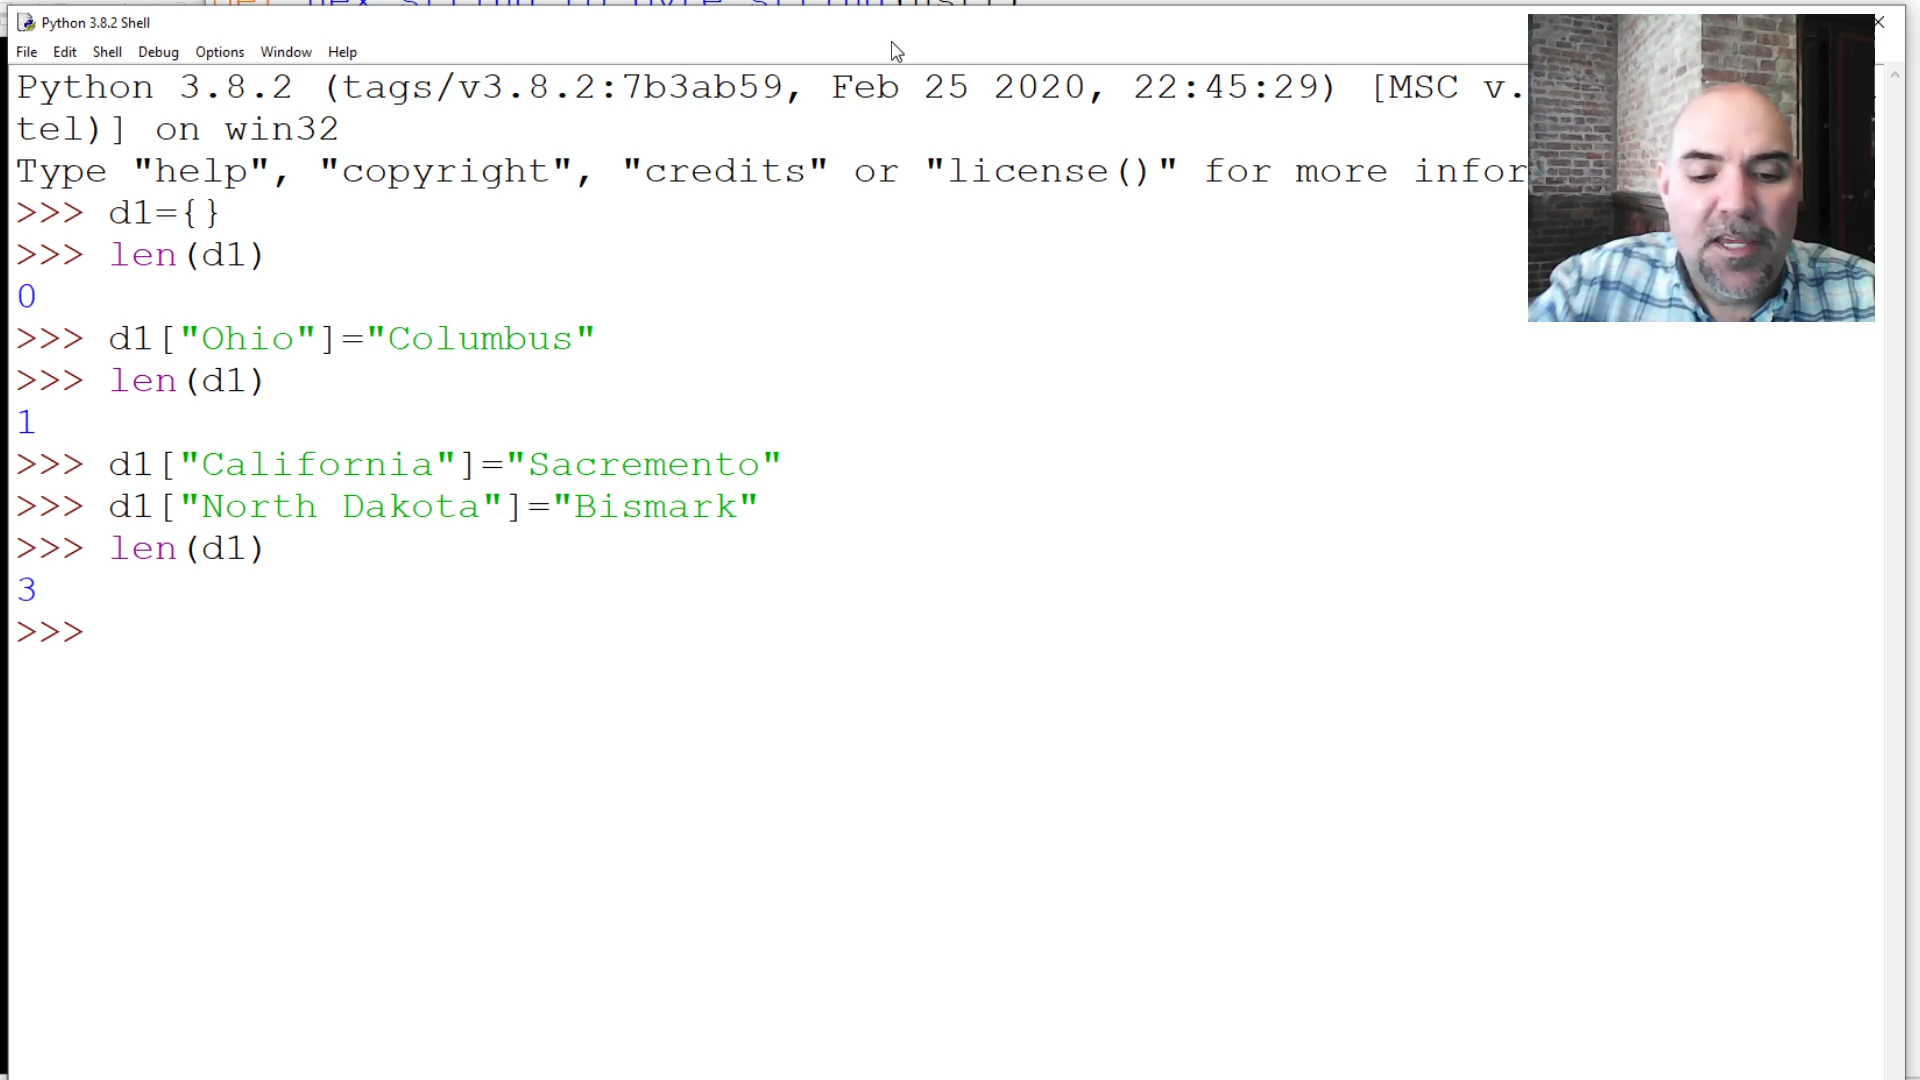 Python 3.8.2 Shell
File Edit Shell Debug Options Window Help
Python 3.8.2 (tags/v3.8.2:7b3ab59, Feb 25 2020, 22:45:29) [MSC v.
tel)] on win32
Type "help", "copyright", "credits" or "license()" for more infor
>>> d1={}
>>> len(d1)
0
>>> d1["Ohio"]="Columbus"
>>> len(d1)
1
>>> d1["California"]="Sacremento"
>>> d1["North Dakota"]="Bismark"
>>> len(d1)
3
>>>